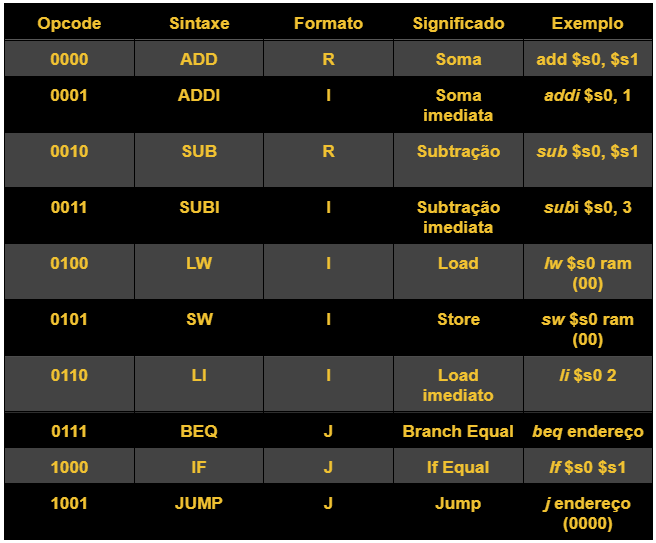 Opcode Sintaxe Formato Significado Exemplo
0000 ADD R Soma add $s0, $s1
0001 ADDI I Soma imediata addi $s0, 1
0010 SUB R Subtração sub $s0, $s1
0011 SUBI I Subtração imediata subi $s0, 3
0100 LW I Load lw $s0 ram (00)
0101 SW I Store sw $s0 ram (00)
0110 LI I Load imediato li $s0 2
0111 BEQ J Branch Equal beq endereço
1000 IF J If Equal If $s0 $s1
1001 JUMP J Jump j endereço (0000)